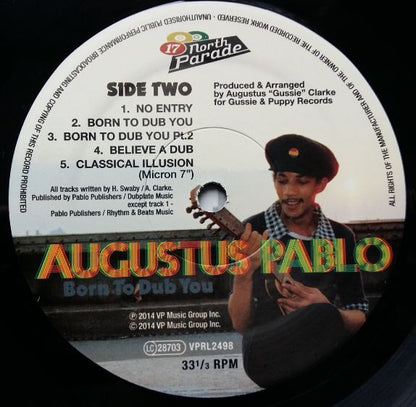 UNAUTHORISED PUBLIC PERFORMANCE BROADCASTING AND COPYING OF THIS RECORD PROHIBITED
ALL RIGHTS OF THE MANUFACTURER AND OF THE OWNER OF THE RECORDED WORK RESERVED -
17 North
Parade
SIDE TWO
1. NO ENTRY
2. BORN TO DUB YOU
3. BORN TO DUB YOU Pt.2
4. BELIEVE A DUB
5. CLASSICAL ILLUSION
(Micron 7")
Produced & Arranged
by Augustus "Gussie" Clarke
for Gussie & Puppy Records
All tracks written by H. Swaby / A. Clarke.
Published by Pablo Publishers / Dubplate Music
except track 1 -
Pablo Publishers / Rhythm & Beats Music
AUGUSTUS PABLO
Born To Dub You
℗ 2014 VP Music Group Inc.
© 2014 VP Music Group Inc.
LC 28703 VPRL2498
33 1/3 RPM